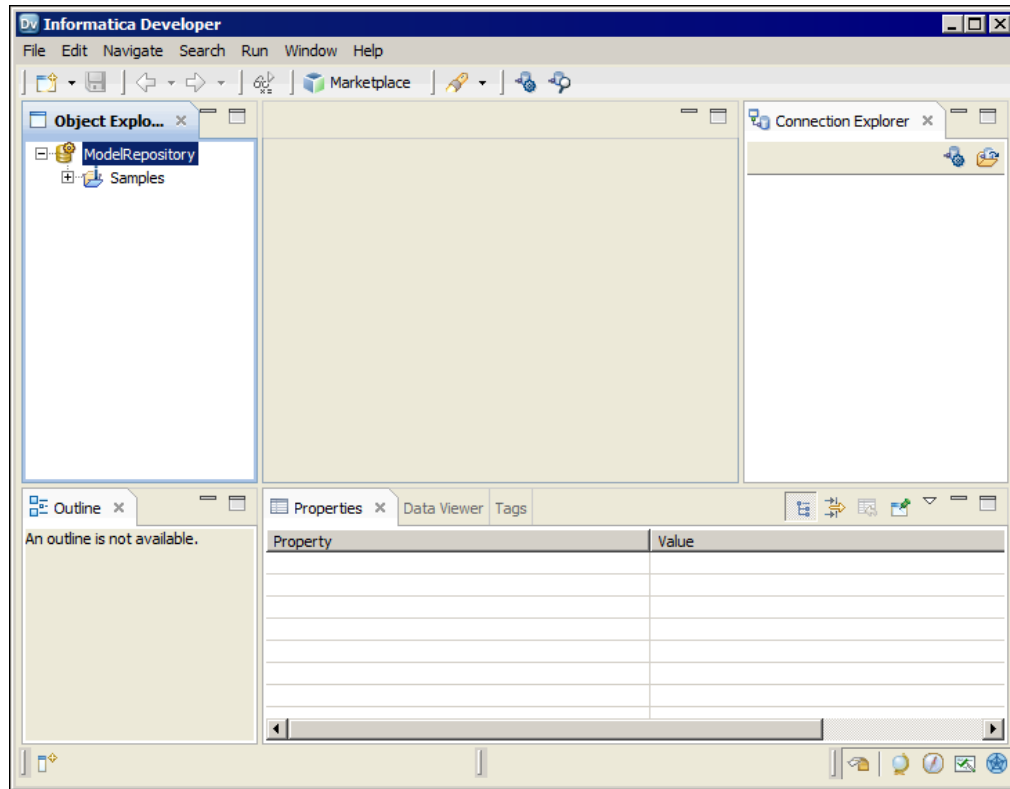 Dv Informatica Developer
File Edit Navigate Search Run Window Help
Marketplace
Object Explo...
Connection Explorer
ModelRepository
Samples
Outline
Properties Data Viewer Tags
An outline is not available.
Property Value